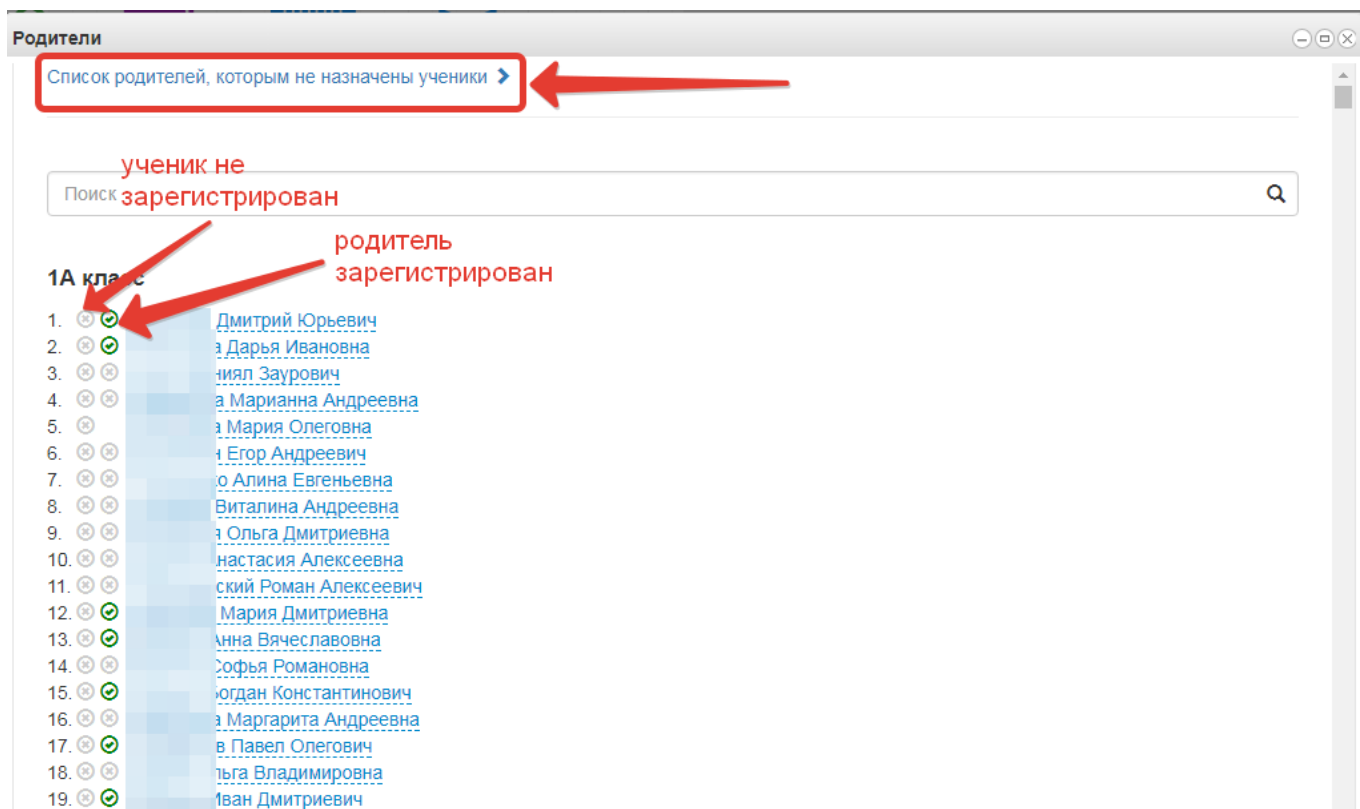 Родители
Список родителей, которым не назначены ученики
ученик не
зарегистрирован
Поиск
родитель
зарегистрирован
1А класс
1. Дмитрий Юрьевич
2. а Дарья Ивановна
3. ниял Заурович
4. а Марианна Андреевна
5. а Мария Олеговна
6. н Егор Андреевич
7. ко Алина Евгеньевна
8. Виталина Андреевна
9. я Ольга Дмитриевна
10. настасия Алексеевна
11. ский Роман Алексеевич
12. Мария Дмитриевна
13. Анна Вячеславовна
14. Софья Романовна
15. Богдан Константинович
16. а Маргарита Андреевна
17. в Павел Олегович
18. льга Владимировна
19. Иван Дмитриевич